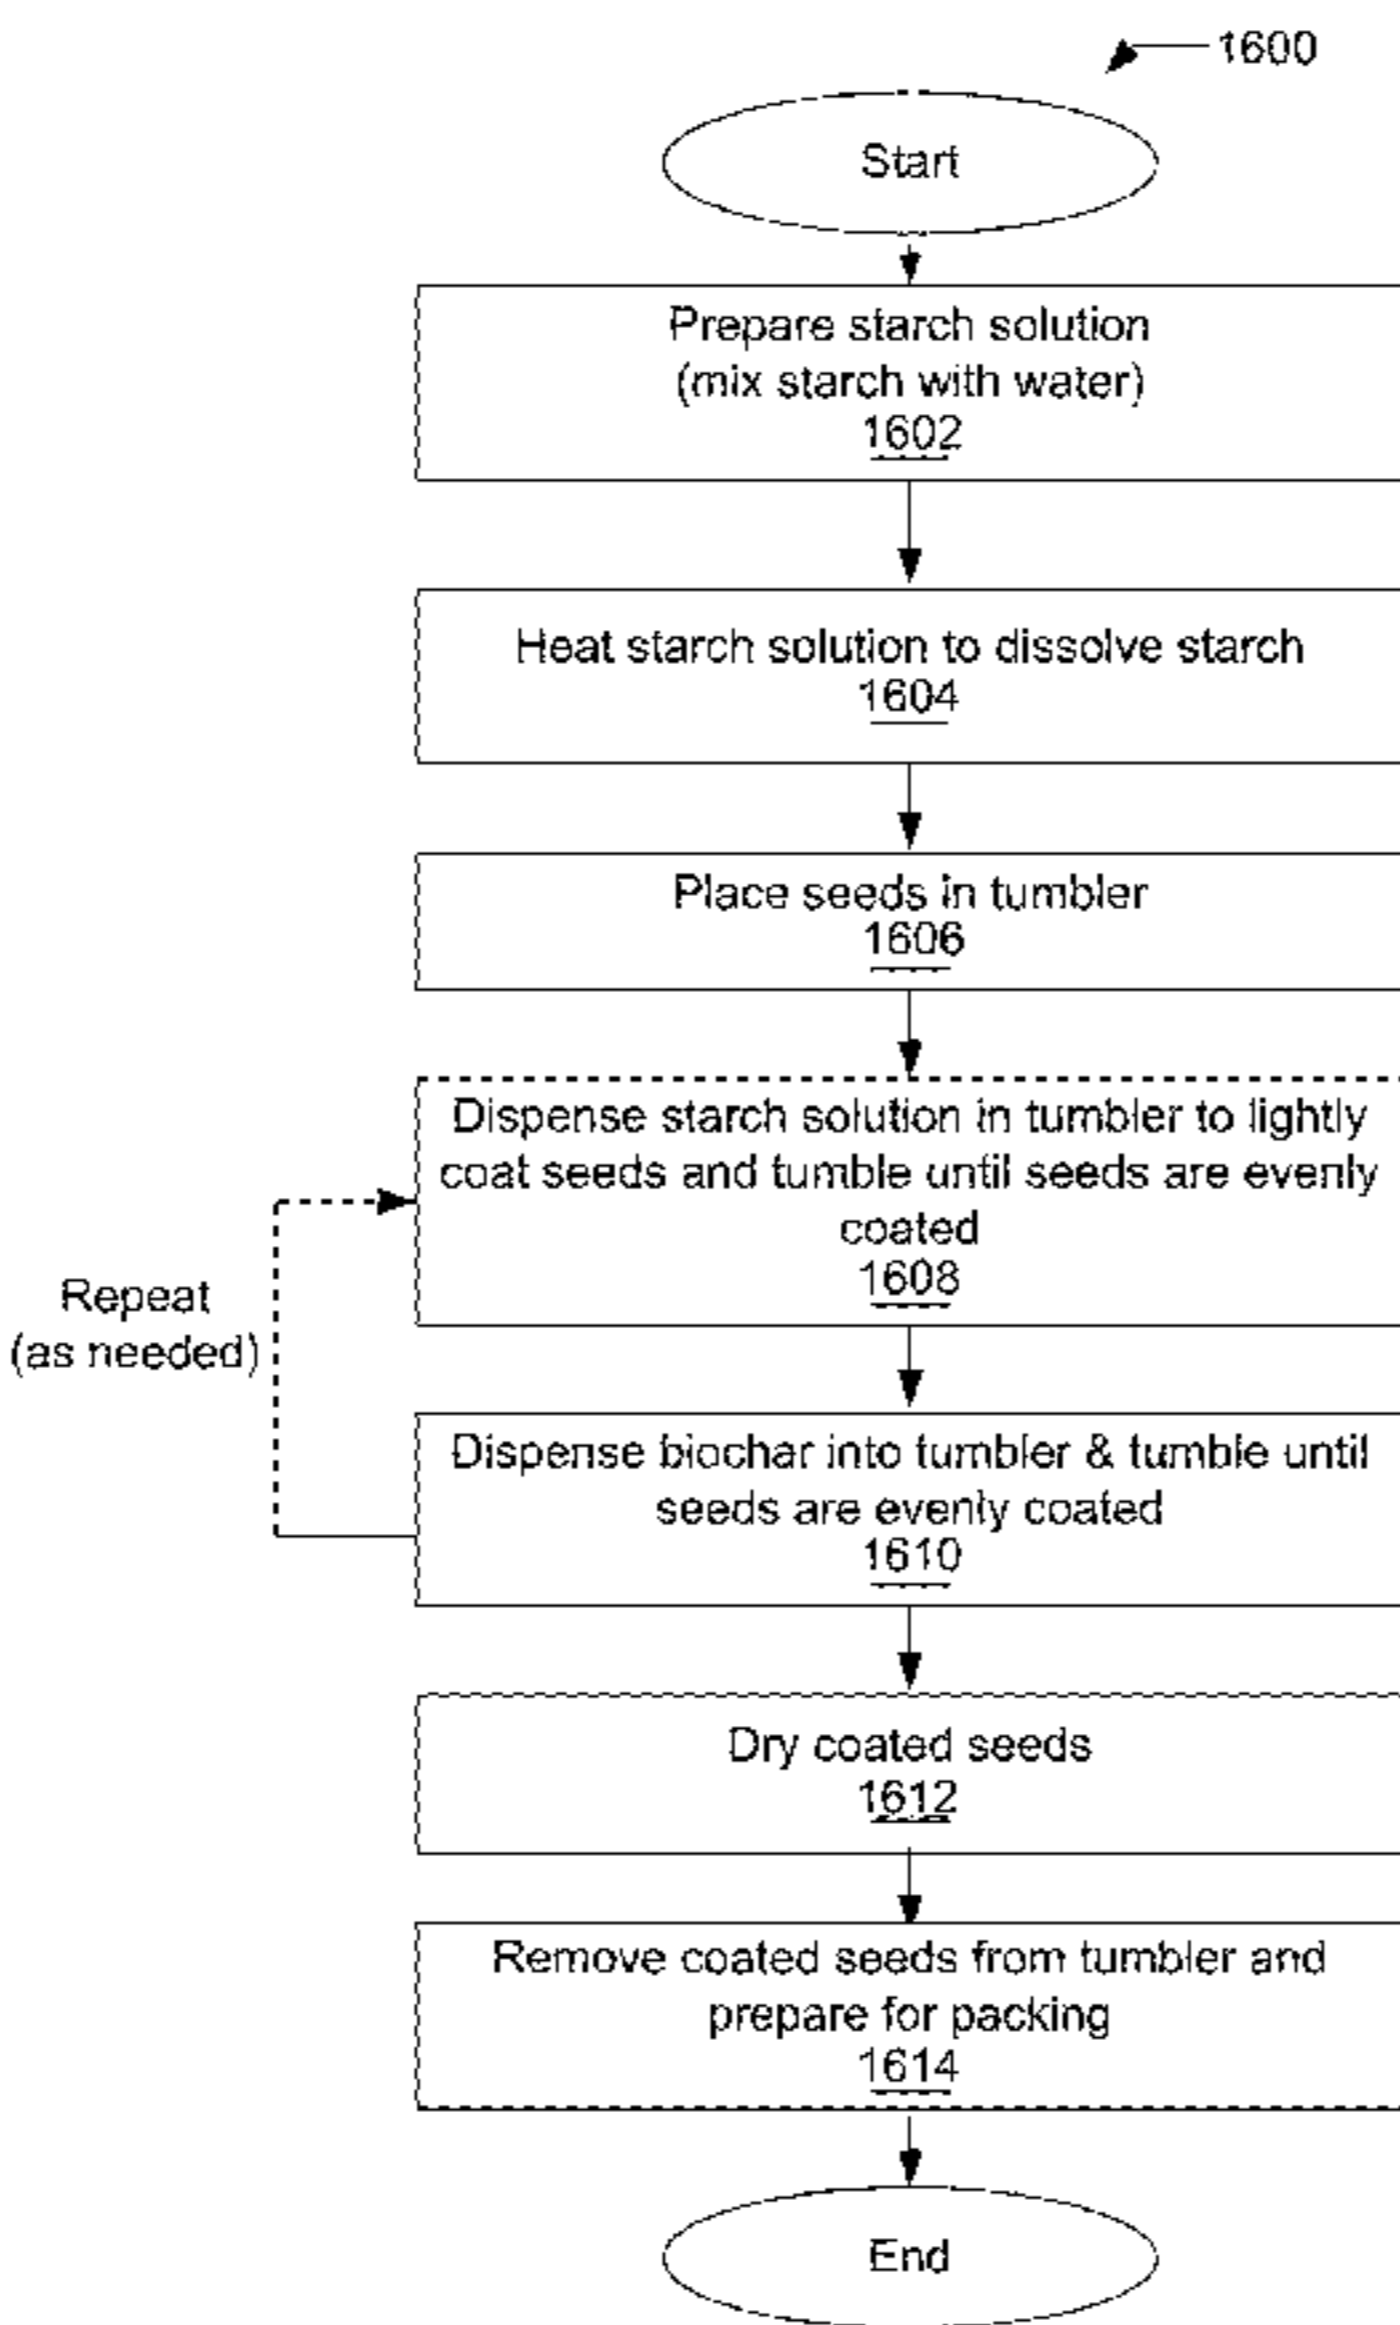 1600
Start
Prepare starch solution
(mix starch with water)
1602
Heat starch solution to dissolve starch
1604
Place seeds in tumbler
1606
Dispense starch solution in tumbler to lightly
coat seeds and tumble until seeds are evenly
coated
1608
Repeat
(as needed)
Dispense biochar into tumbler & tumble until
seeds are evenly coated
1610
Dry coated seeds
1612
Remove coated seeds from tumbler and
prepare for packing
1614
End